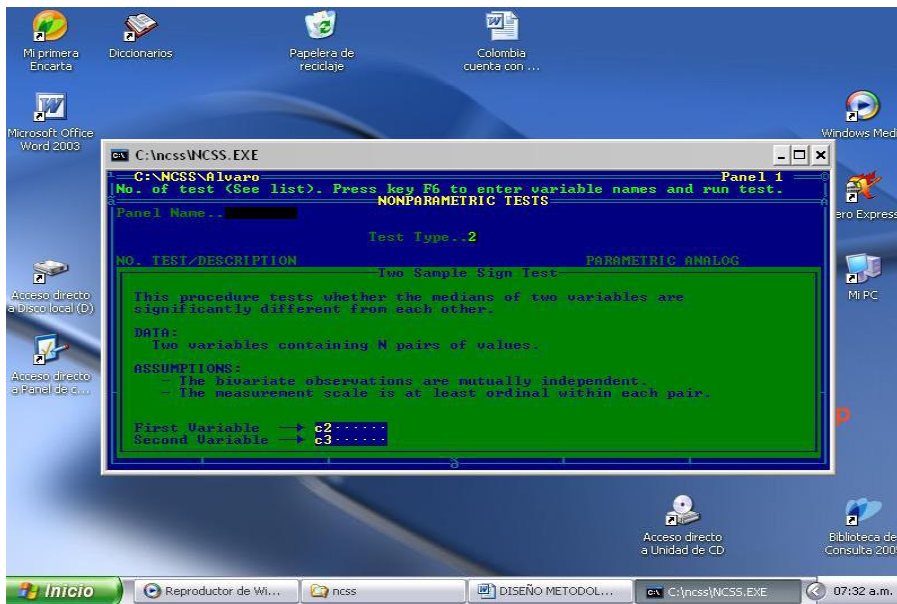 Mi primera
Encarta
Diccionarios
Papelera de
reciclaje
Colombia
cuenta con ...
Microsoft Office
Word 2003
Windows Medi
C:\ncss\NCSS.EXE
C:\NCSS\Alvaro Panel 1
No. of test (See list). Press key F6 to enter variable names and run test.
NONPARAMETRIC TESTS
Panel Name..
Test Type..2
NO. TEST/DESCRIPTION PARAMETRIC ANALOG
Two Sample Sign Test
This procedure tests whether the medians of two variables are
significantly different from each other.
DATA:
Two variables containing N pairs of values.
ASSUMPTIONS:
- The bivariate observations are mutually independent.
- The measurement scale is at least ordinal within each pair.
First Variable → c2······
Second Variable → c3······
ero Express
Acceso directo
a Disco local (D)
Mi PC
Acceso directo
a Panel de c...
p
Acceso directo
a Unidad de CD
Biblioteca de
Consulta 200
Inicio
Reproductor de Wi...
ncss
DISEÑO METODOL...
C:\ncss\NCSS.EXE
07:32 a.m.